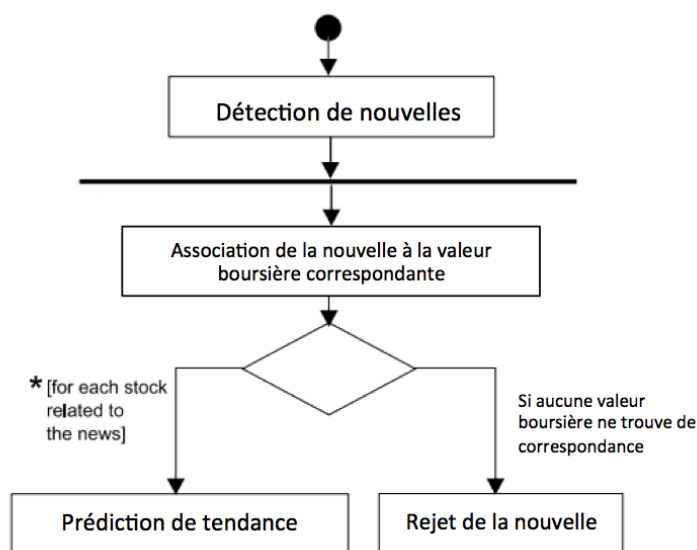 Détection de nouvelles
Association de la nouvelle à la valeur
boursière correspondante
* [for each stock
related to
the news]
Si aucune valeur
boursière ne trouve de
correspondance
Prédiction de tendance
Rejet de la nouvelle